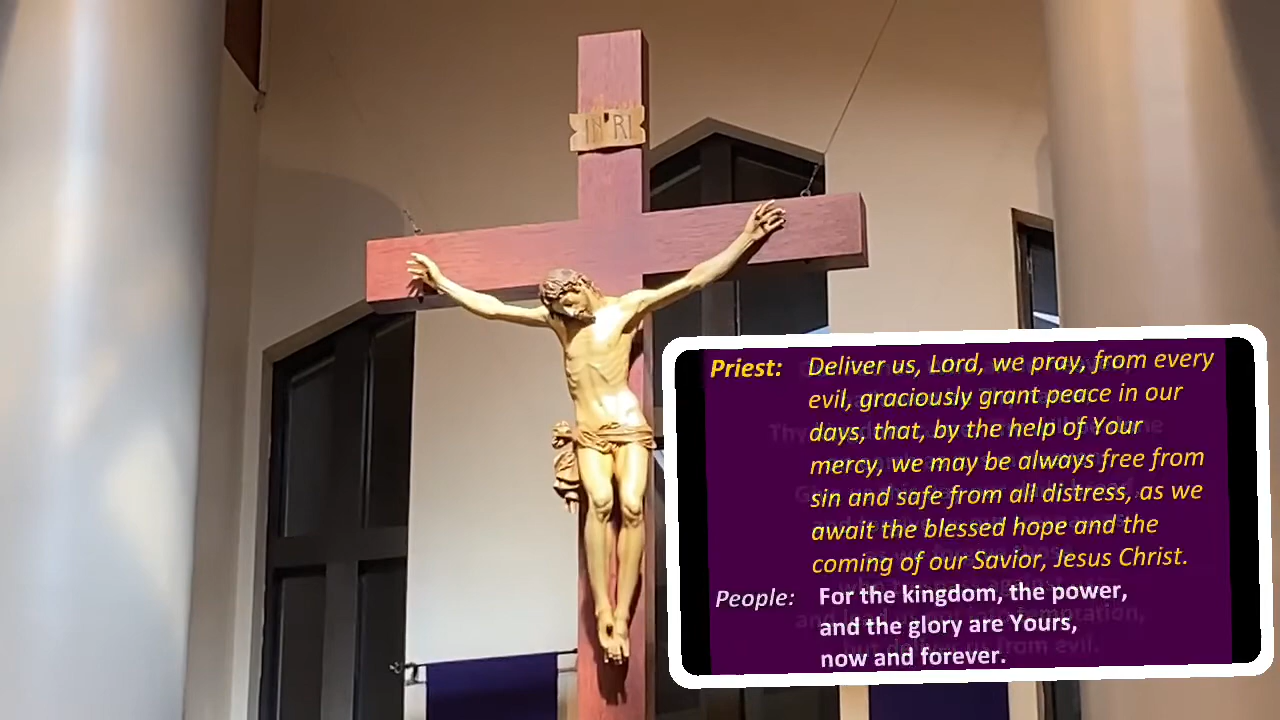 INRI
Priest: Deliver us, Lord, we pray, from every
evil, graciously grant peace in our
days, that, by the help of Your
mercy, we may be always free from
sin and safe from all distress, as we
await the blessed hope and the
coming of our Savior, Jesus Christ.
People: For the kingdom, the power,
and the glory are Yours,
now and forever.